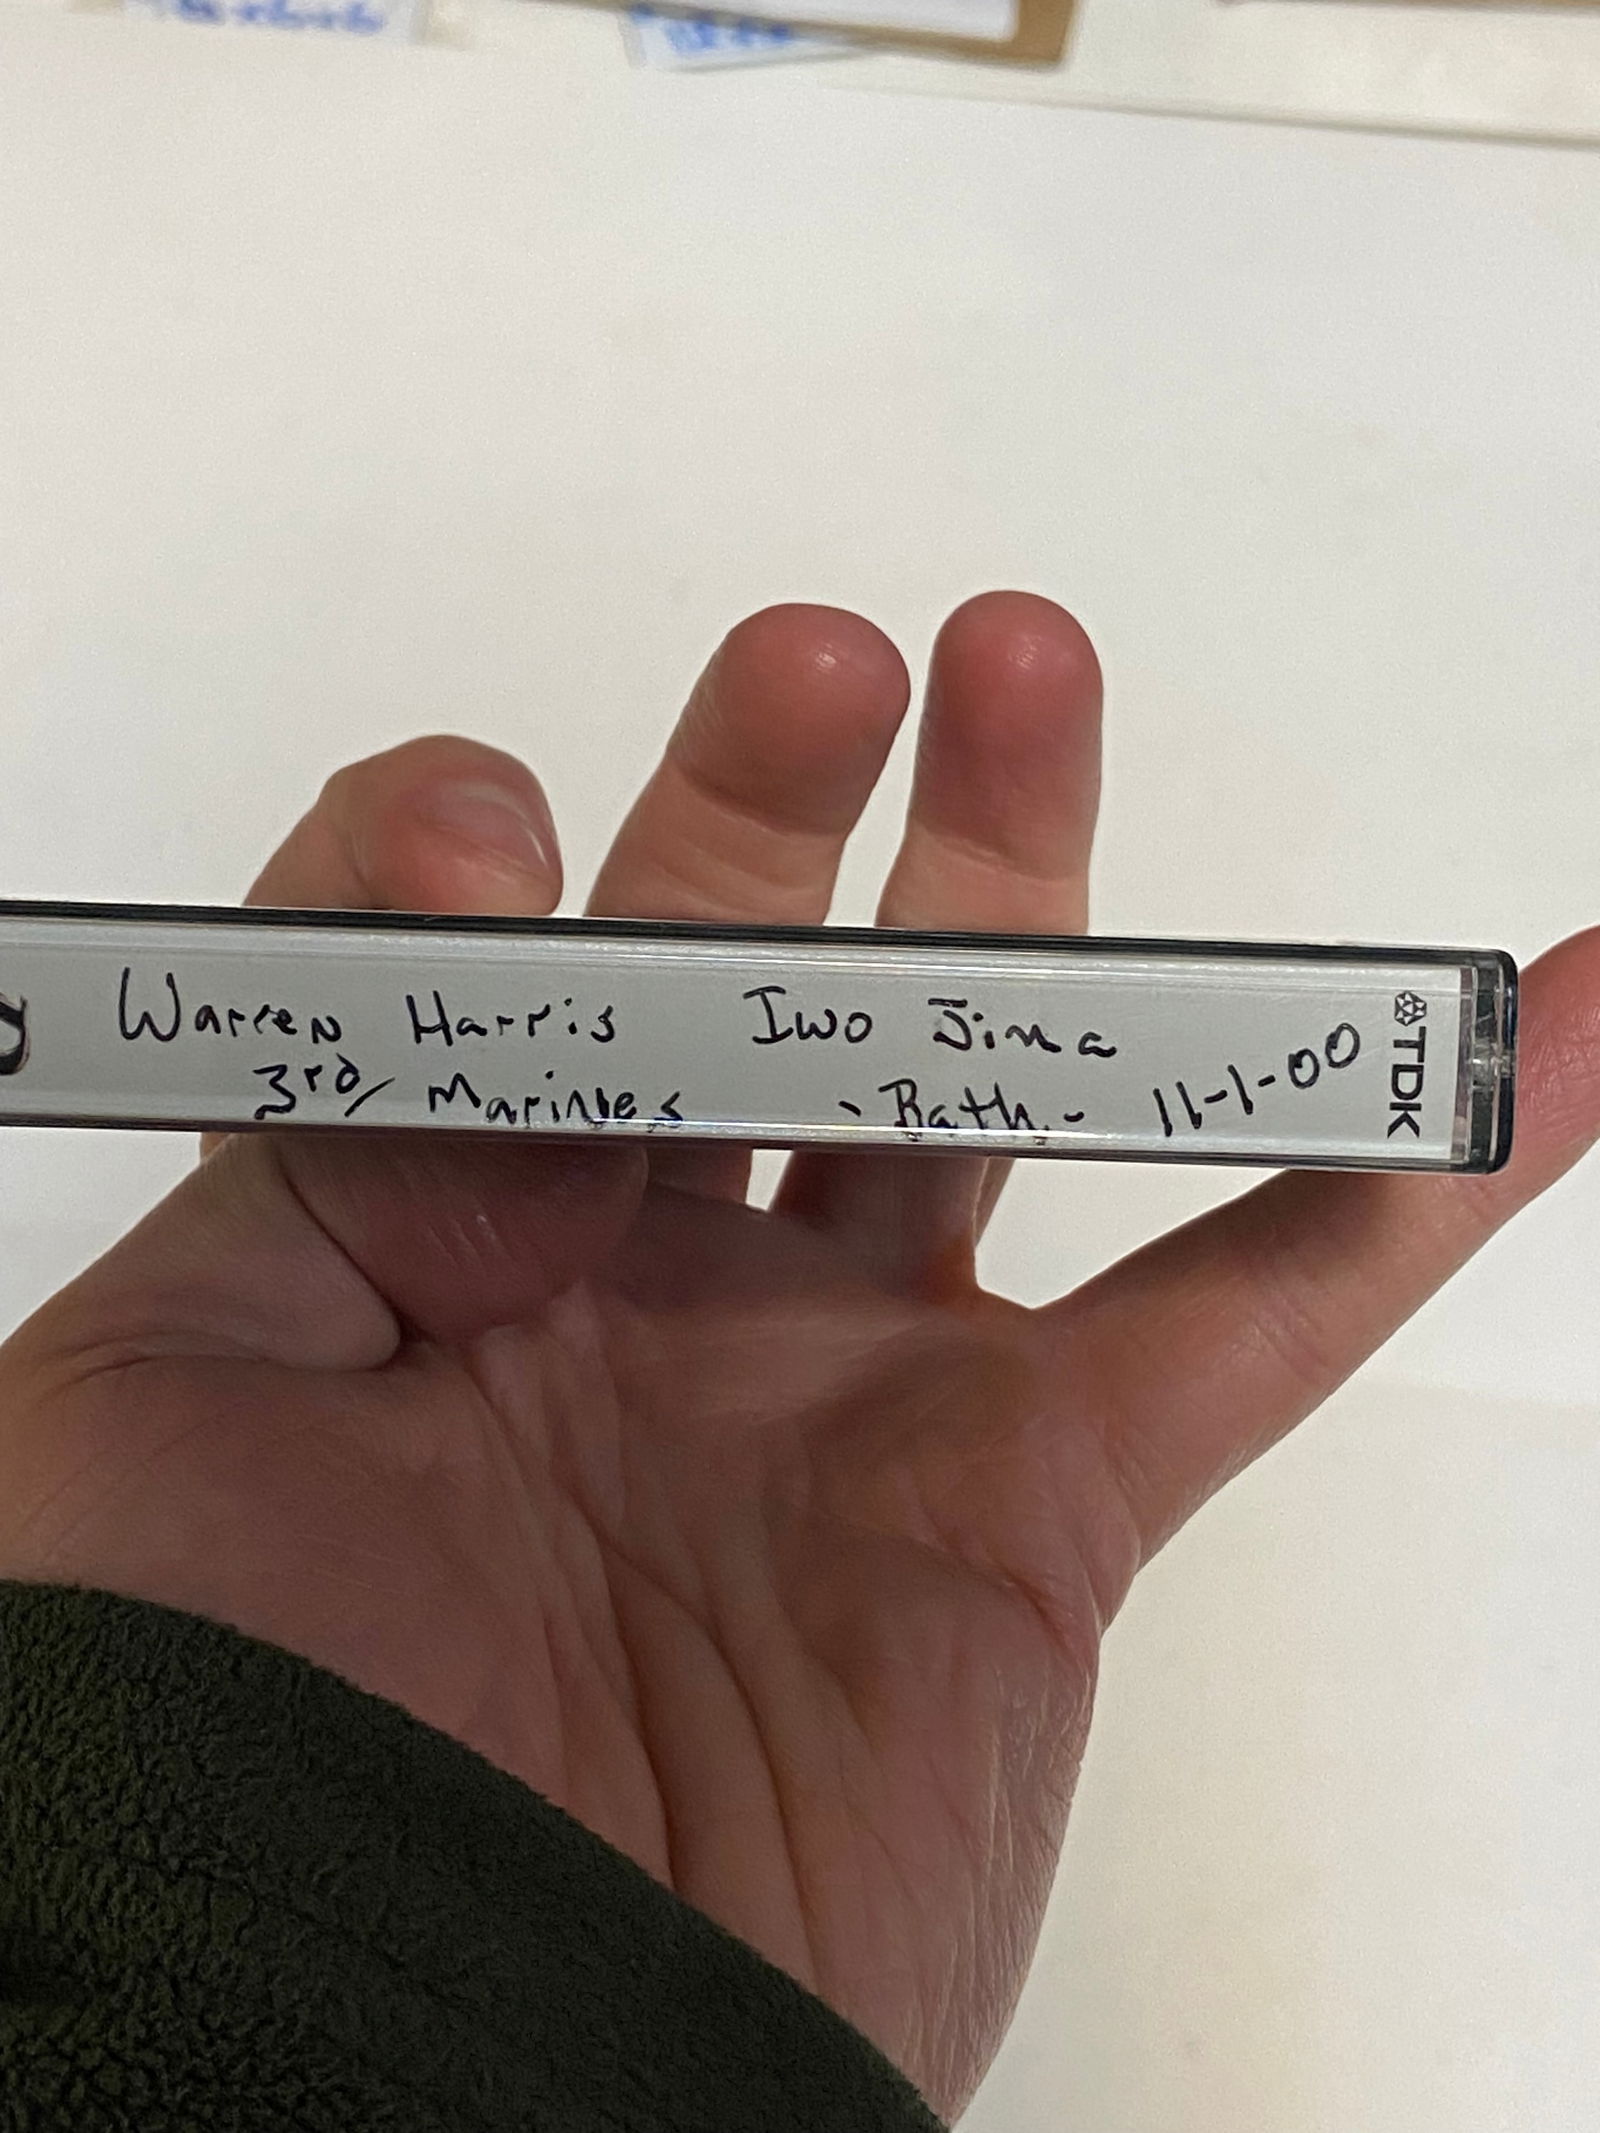 Warren Harris Iwo Jima
3rd/ Marines - Bath - 11-1-00
TDK